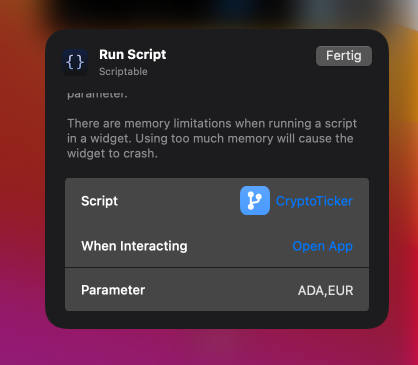 { }
Run Script
Fertig
Scriptable
parameter.
There are memory limitations when running a script
in a widget. Using too much memory will cause the
widget to crash.
Script CryptoTicker
When Interacting Open App
Parameter ADA,EUR